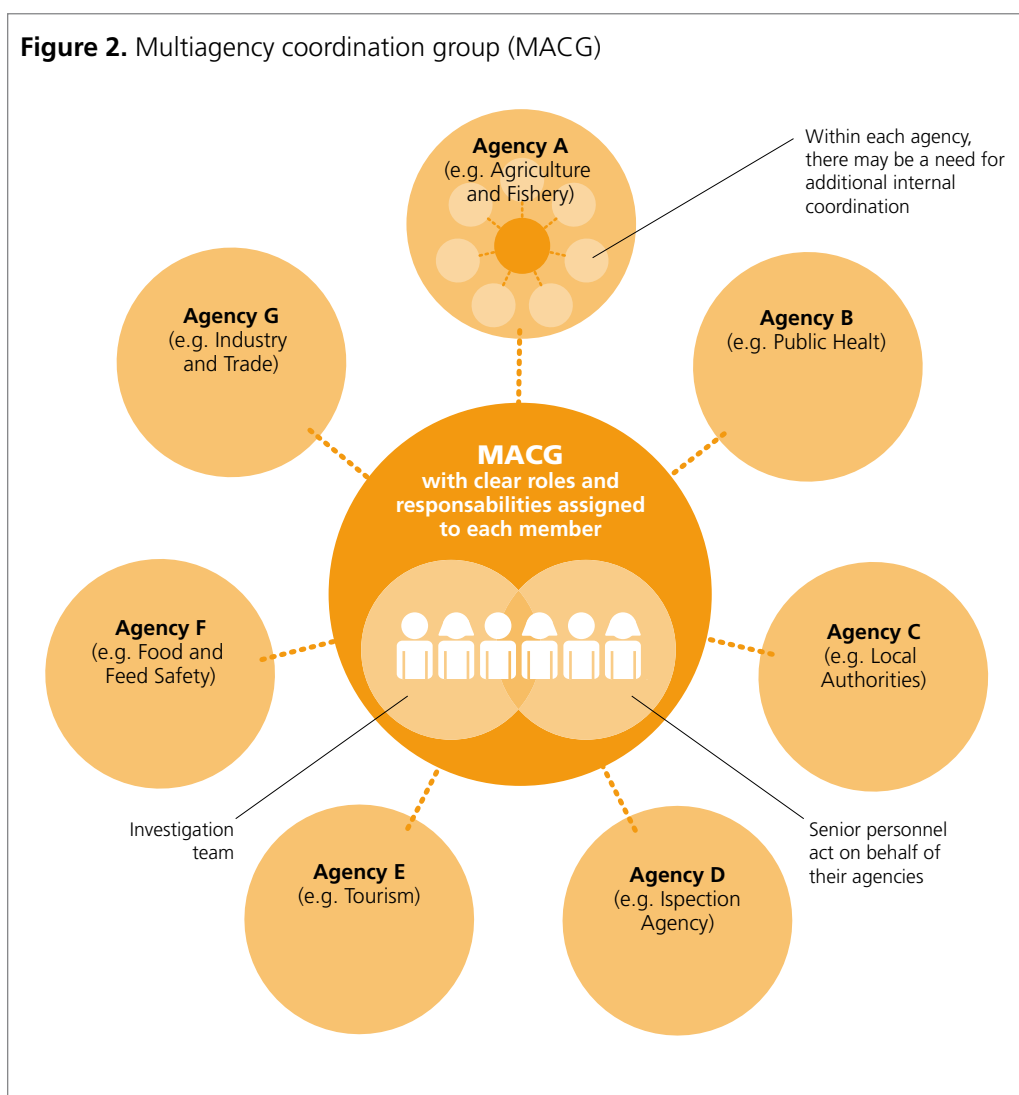 Figure 2. Multiagency coordination group (MACG)
Agency A
(e.g. Agriculture
and Fishery)
Within each agency,
there may be a need for
additional internal
coordination
Agency G
(e.g. Industry
and Trade)
Agency B
(e.g. Public Healt)
MACG
with clear roles and
responsabilities assigned
to each member
Agency F
(e.g. Food and
Feed Safety)
Agency C
(e.g. Local
Authorities)
Investigation
team
Senior personnel
act on behalf of
their agencies
Agency E
(e.g. Tourism)
Agency D
(e.g. Ispection
Agency)